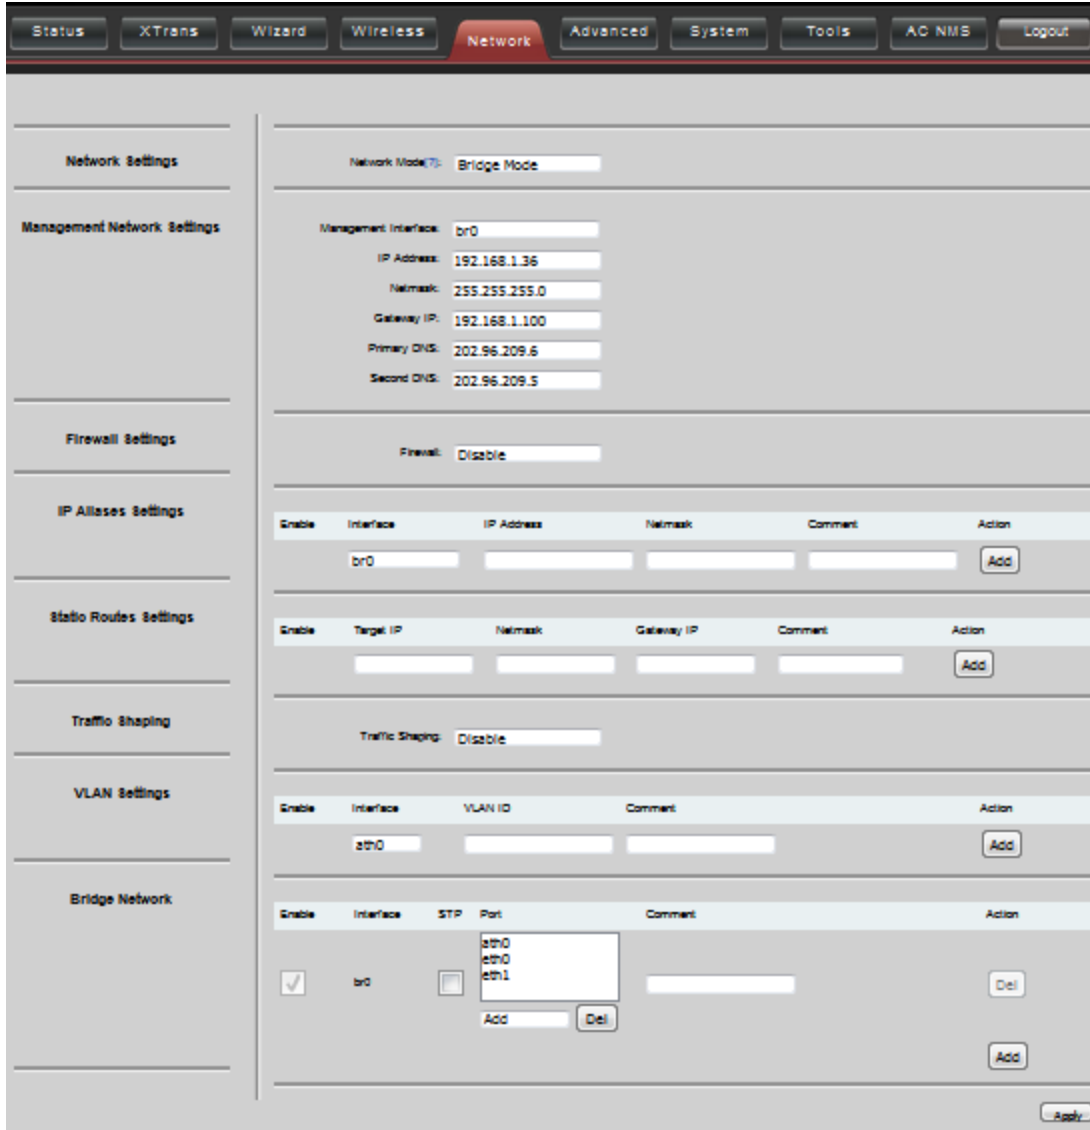 Status XTrans Wizard Wireless Network Advanced System Tools AC NMS Logout
Network Settings
Network Mode[?]: Bridge Mode
Management Network Settings
Management Interface: br0
IP Address: 192.168.1.36
Netmask: 255.255.255.0
Gateway IP: 192.168.1.100
Primary DNS: 202.96.209.6
Second DNS: 202.96.209.5
Firewall Settings
Firewall: Disable
IP Aliases Settings
Enable Interface IP Address Netmask Comment Action
br0 Add
Static Routes Settings
Enable Target IP Netmask Gateway IP Comment Action
Add
Traffic Shaping
Traffic Shaping: Disable
VLAN Settings
Enable Interface VLAN ID Comment Action
ath0 Add
Bridge Network
Enable Interface STP Port Comment Action
ath0
eth0
eth1
br0 Del
Add Del
Add
Apply